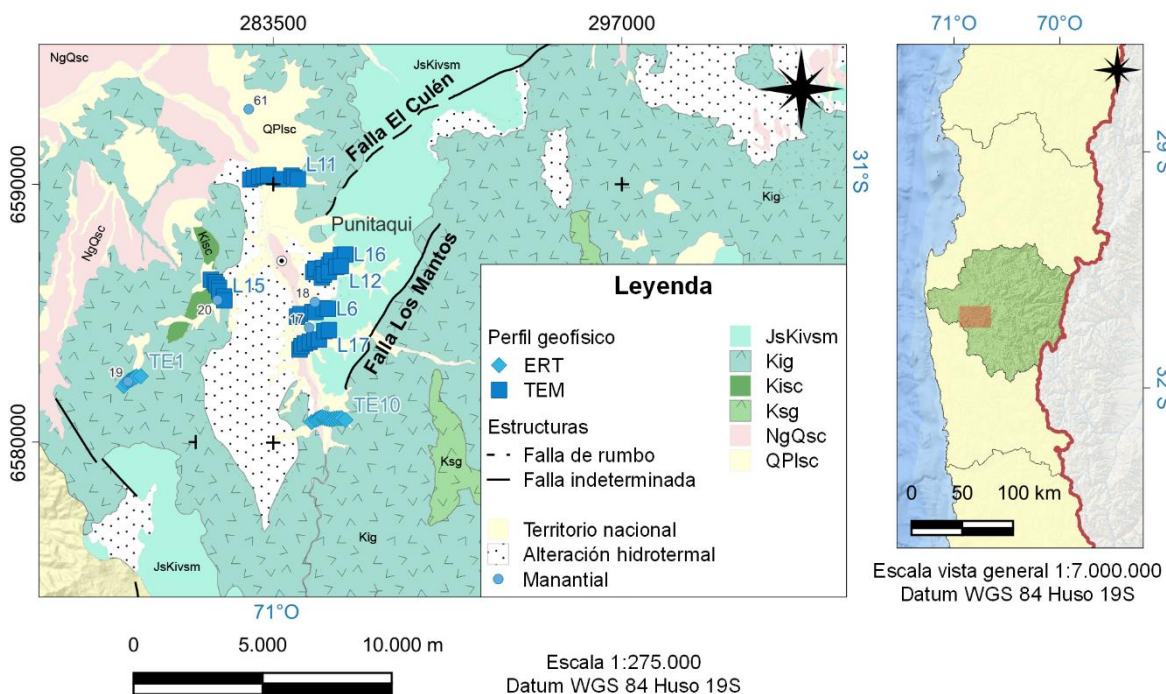 283500
297000
71°O
70°O
NgQsc
JsKivsm
61
QPlsc
Falla El Culén
29°S
L11
6590000
31°S
Kig
Punitaqui
Kisc
NgQsc
L16
L12
Falla Los Mantos
L15
18
20
L6
17
L17
TE1
19
TE10
32°S
6580000
Ksg
Kig
JsKivsm
71°O
Leyenda
Perfil geofísico
ERT
TEM
Estructuras
Falla de rumbo
Falla indeterminada
Territorio nacional
Alteración hidrotermal
Manantial
JsKivsm
Kig
Kisc
Ksg
NgQsc
QPlsc
0 50 100 km
Escala vista general 1:7.000.000
Datum WGS 84 Huso 19S
0 5.000 10.000 m
Escala 1:275.000
Datum WGS 84 Huso 19S